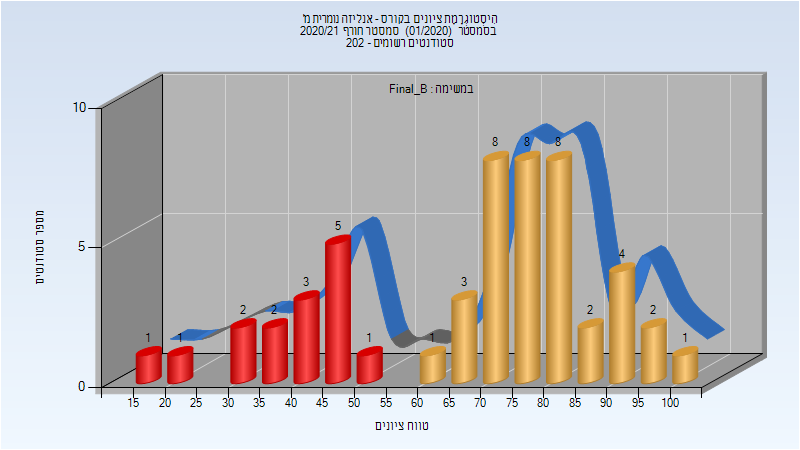 היסטוגרמת ציונים בקורס - אנליזה נומרית מ'
בסמסטר (01/2020) סמסטר חורף 2020/21
סטודנטים רשומים - 202
במשימה : Final_B
מספר סטודנטים
10
5
0
1
1
2
2
3
5
1
1
3
8
8
8
2
4
2
1
15 20 25 30 35 40 45 50 55 60 65 70 75 80 85 90 95 100
טווח ציונים